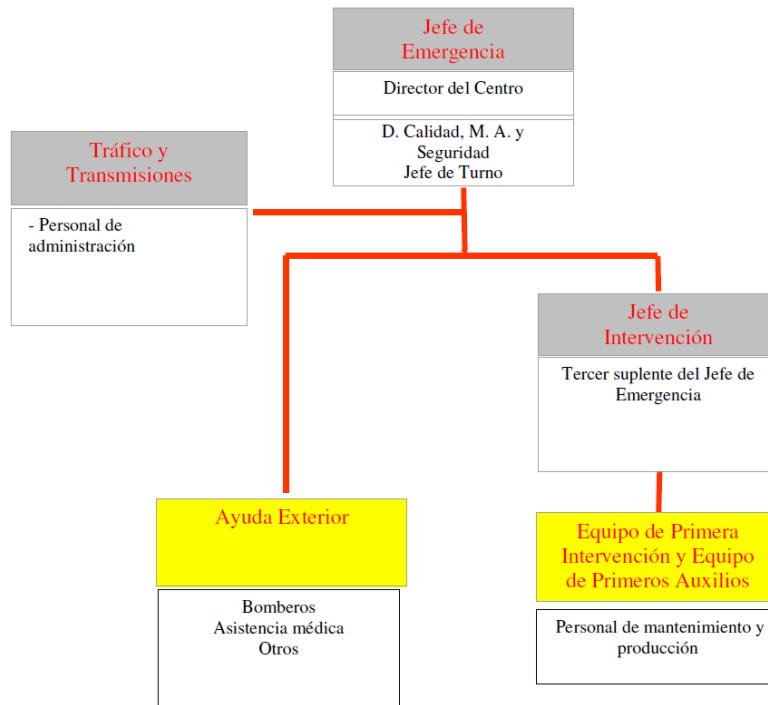 Jefe de
Emergencia
Director del Centro
D. Calidad, M. A. y
Seguridad
Jefe de Turno
Tráfico y
Transmisiones
- Personal de
administración
Jefe de
Intervención
Tercer suplente del Jefe de
Emergencia
Ayuda Exterior
Bomberos
Asistencia médica
Otros
Equipo de Primera
Intervención y Equipo
de Primeros Auxilios
Personal de mantenimiento y
producción